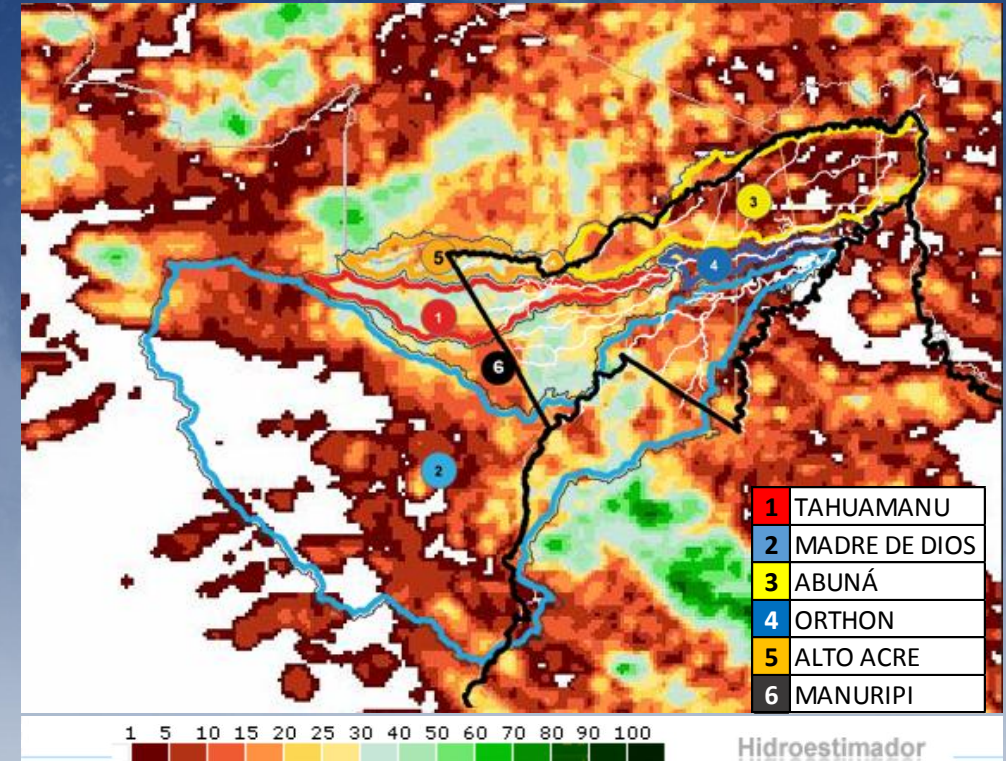 5
3
4
1
6
2
1 TAHUAMANU
2 MADRE DE DIOS
3 ABUNÁ
4 ORTHON
5 ALTO ACRE
6 MANURIPI
1 5 10 15 20 25 30 40 50 60 70 80 90 100
Hidroestimador